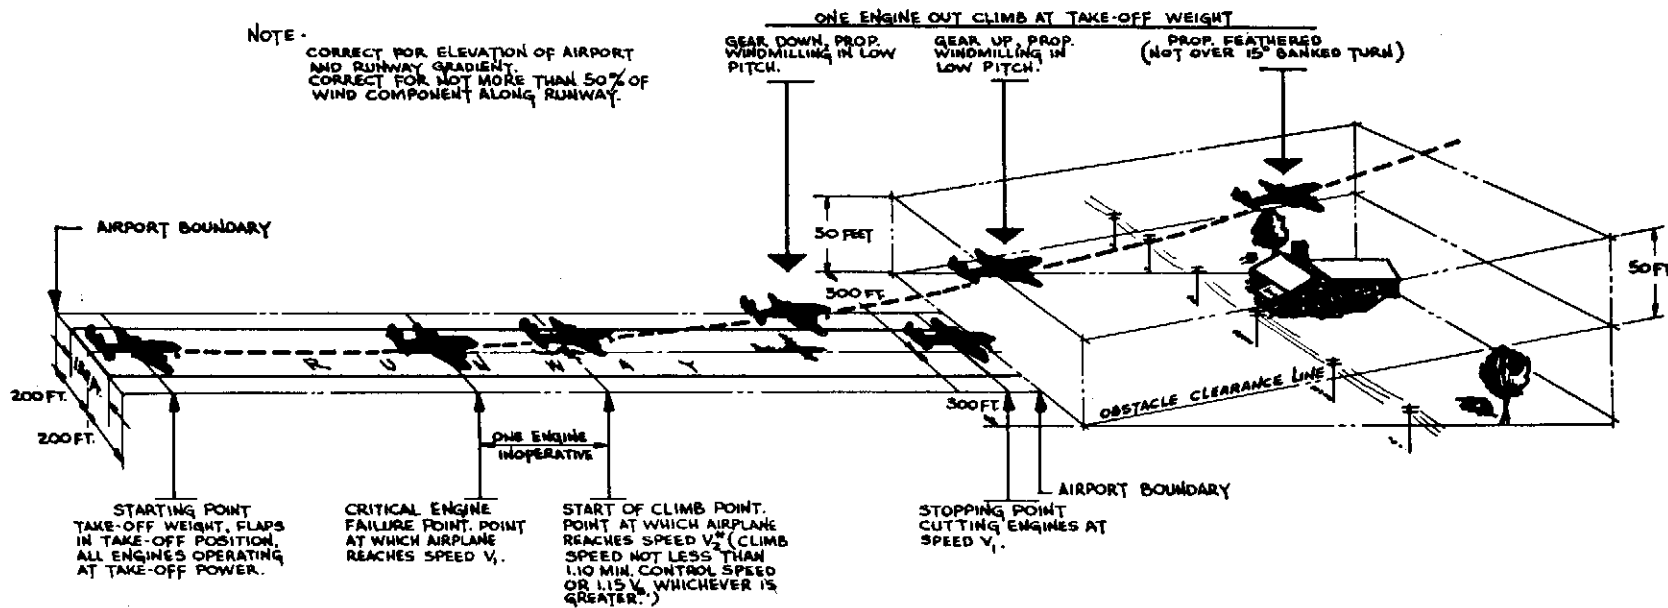 ONE ENGINE OUT CLIMB AT TAKE-OFF WEIGHT
NOTE -
CORRECT FOR ELEVATION OF AIRPORT
AND RUNWAY GRADIENT.
CORRECT FOR NOT MORE THAN 50% OF
WIND COMPONENT ALONG RUNWAY.
GEAR DOWN, PROP.
WINDMILLING IN LOW
PITCH.
GEAR UP, PROP.
WINDMILLING IN
LOW PITCH.
PROP. FEATHERED
(NOT OVER 15° BANKED TURN)
AIRPORT BOUNDARY
50 FEET
300 FT.
50 FT
RUNWAY
200 FT.
200 FT.
300 FT.
OBSTACLE CLEARANCE LINE
ONE ENGINE
INOPERATIVE
AIRPORT BOUNDARY
STARTING POINT
TAKE-OFF WEIGHT, FLAPS
IN TAKE-OFF POSITION,
ALL ENGINES OPERATING
AT TAKE-OFF POWER.
CRITICAL ENGINE
FAILURE POINT. POINT
AT WHICH AIRPLANE
REACHES SPEED V₁.
START OF CLIMB POINT.
POINT AT WHICH AIRPLANE
REACHES SPEED V₂* (CLIMB
SPEED NOT LESS THAN
1.10 MIN. CONTROL SPEED
OR 1.15 WHICHEVER IS
GREATER.")
STOPPING POINT
CUTTING ENGINES AT
SPEED V₁.